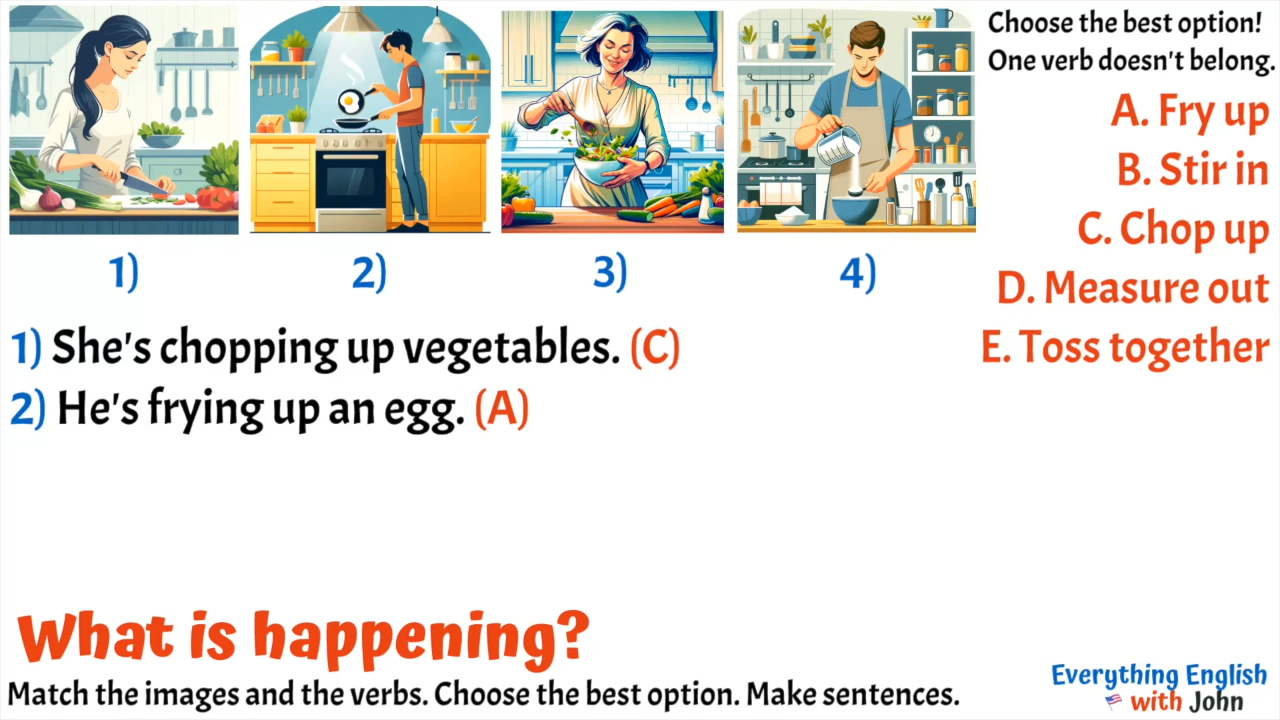 Choose the best option!
One verb doesn't belong.
A. Fry up
B. Stir in
C. Chop up
D. Measure out
E. Toss together
1)
2)
3)
4)
1) She's chopping up vegetables. (C)
2) He's frying up an egg. (A)
What is happening?
Match the images and the verbs. Choose the best option. Make sentences.
Everything English
with John